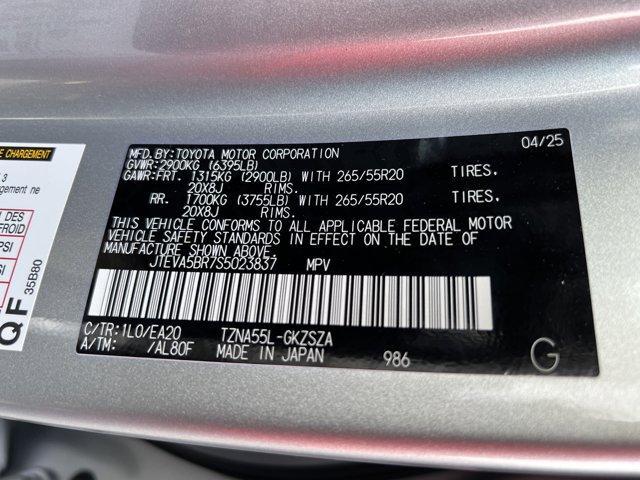 MFD.BY:TOYOTA MOTOR CORPORATION 04/25
GVWR:2900KG (6395LB)
GAWR:FRT. 1315KG (2900LB) WITH 265/55R20 TIRES.
20X8J RIMS.
RR. 1700KG (3755LB) WITH 265/55R20 TIRES.
20X8J RIMS.
THIS VEHICLE CONFORMS TO ALL APPLICABLE FEDERAL MOTOR
VEHICLE SAFETY STANDARDS IN EFFECT ON THE DATE OF
MANUFACTURE SHOWN ABOVE.
JTEVA5BR7S5023837 MPV
C/TR:1L0/EA20 TZNA55L-GKZSZA
A/TM: /AL80F MADE IN JAPAN 986 G
CHARGEMENT
3
ne
DES
FROID
PSI
PSI
QF
35B80